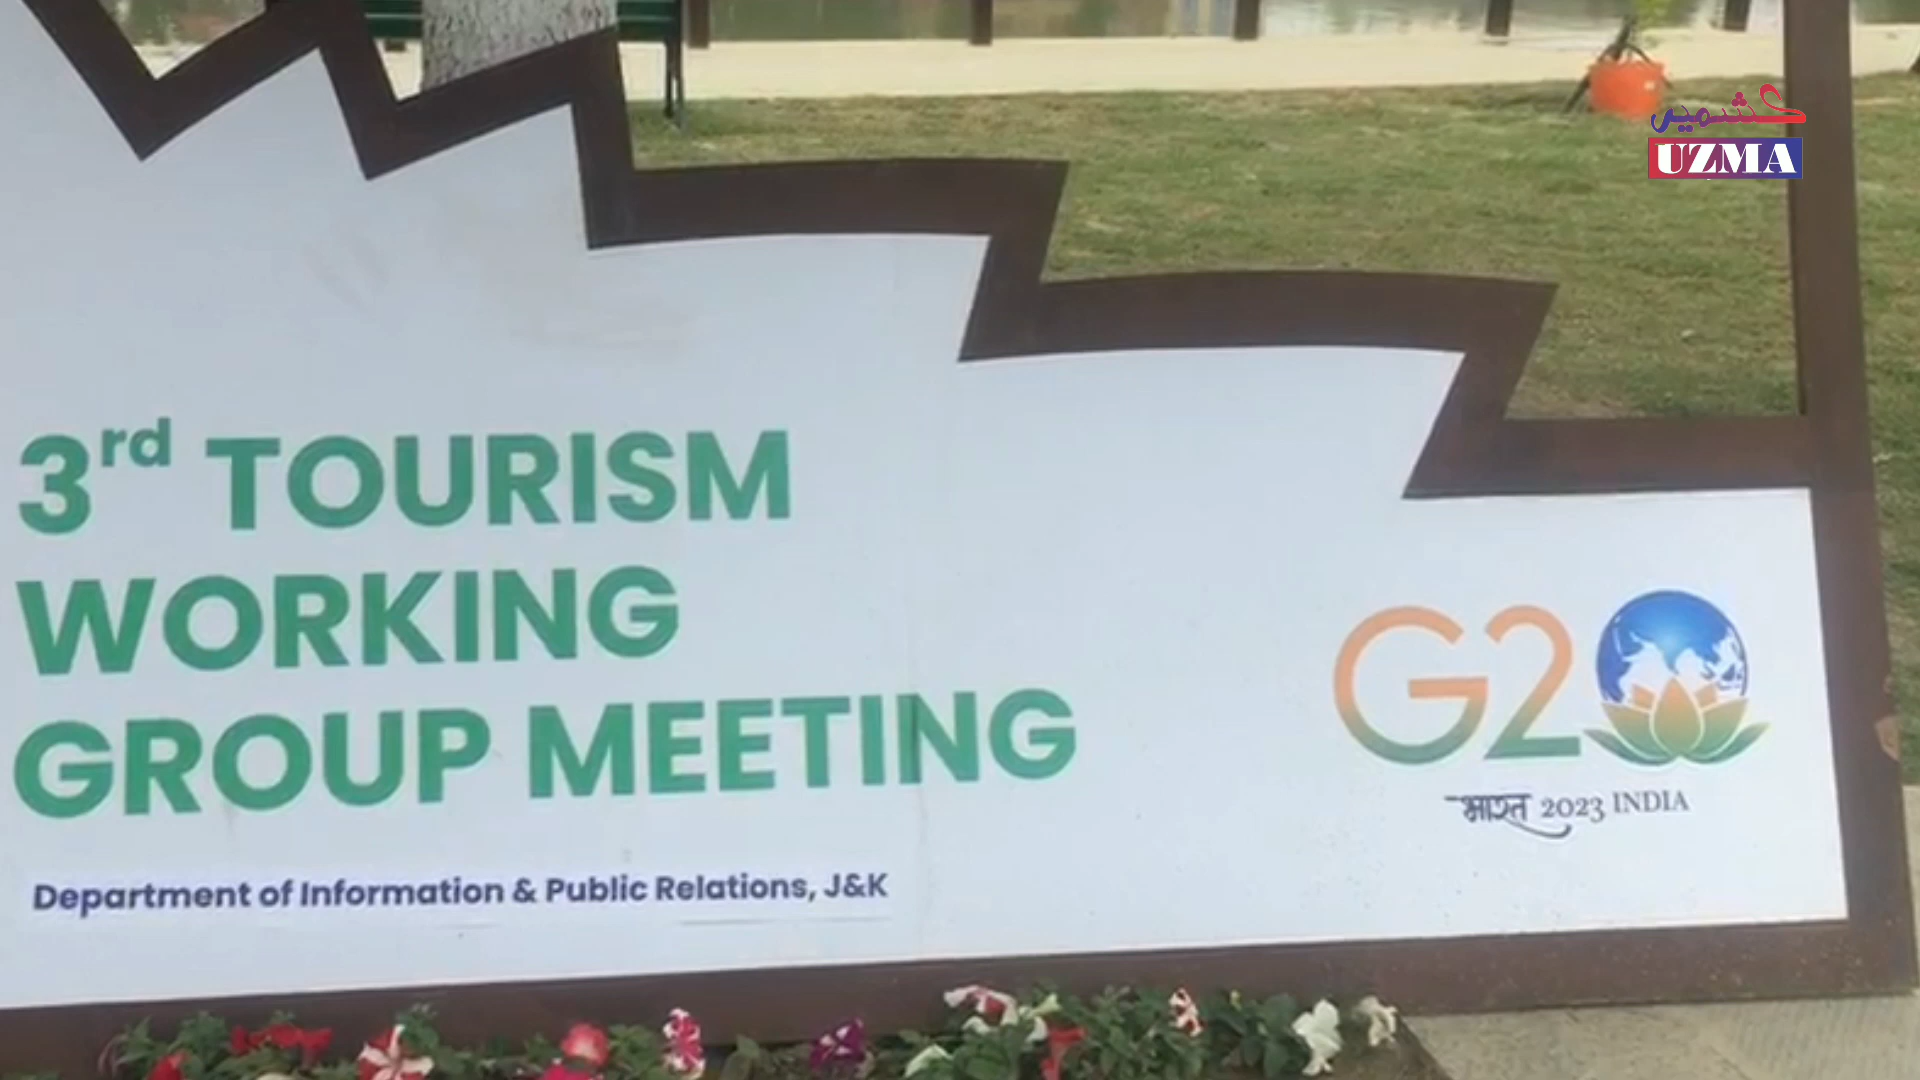 کشمیر
UZMA
3rd TOURISM
WORKING
GROUP MEETING
Department of Information & Public Relations, J&K
G20
भारत 2023 INDIA